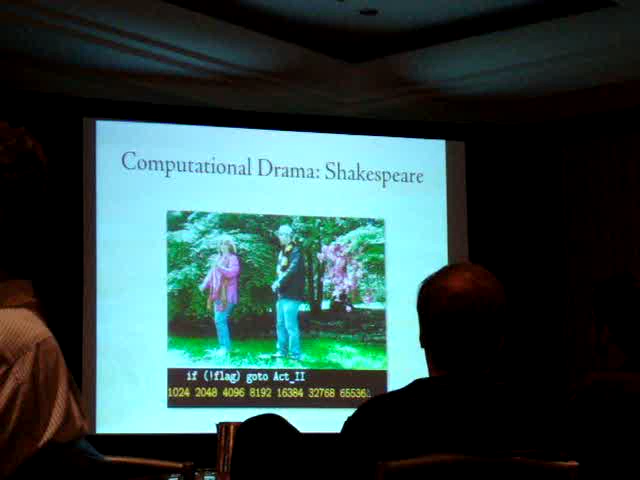 Computational Drama: Shakespeare
if (!flag) goto Act_II
1024 2048 4096 8192 16384 32768 65536